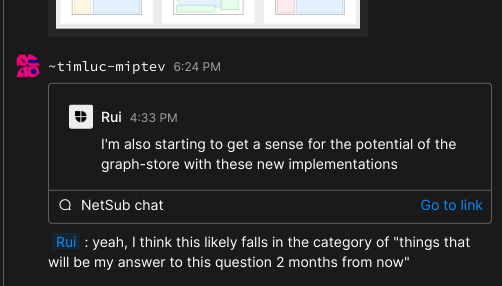 ~timluc-miptev 6:24 PM
Rui 4:33 PM
I'm also starting to get a sense for the potential of the
graph-store with these new implementations
NetSub chat Go to link
Rui : yeah, I think this likely falls in the category of "things that
will be my answer to this question 2 months from now"